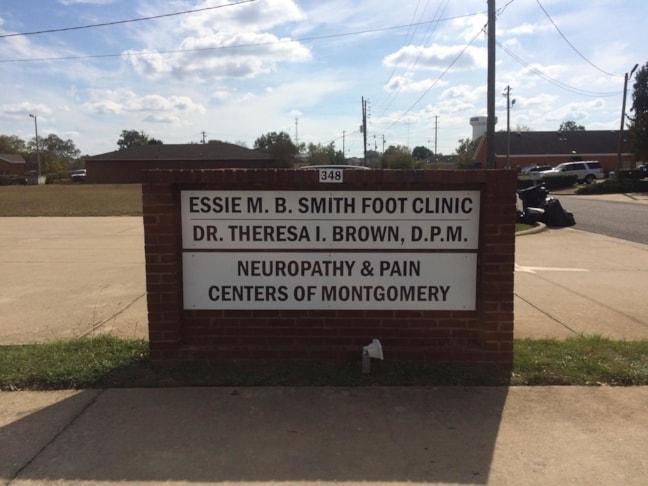 348
ESSIE M. B. SMITH FOOT CLINIC
DR. THERESA I. BROWN, D.P.M.
NEUROPATHY & PAIN
CENTERS OF MONTGOMERY